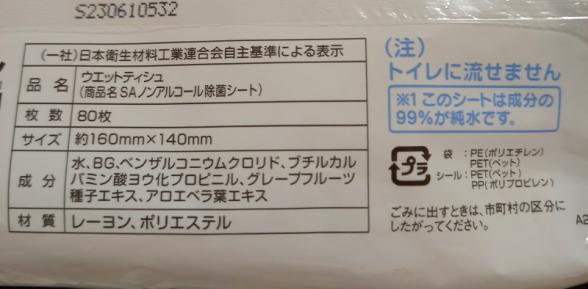 S230610532
(一社)日本衛生材料工業連合会自主基準による表示
品名 ウエットティシュ
(商品名SAノンアルコール除菌シート)
枚数 80枚
サイズ 約160mm×140mm
成分 水、BG、ベンザルコニウムクロリド、ブチルカル
バミン酸ヨウ化プロピニル、グレープフルーツ
種子エキス、アロエベラ葉エキス
材質 レーヨン、ポリエステル
(注)
トイレに流せません
※1 このシートは成分の
99%が純水です。
プラ
袋:PE(ポリエチレン)
PET(ペット)
シール:PET(ペット)
PP(ポリプロピレン)
ごみに出すときは、市町村の区分に
したがってください。
A2